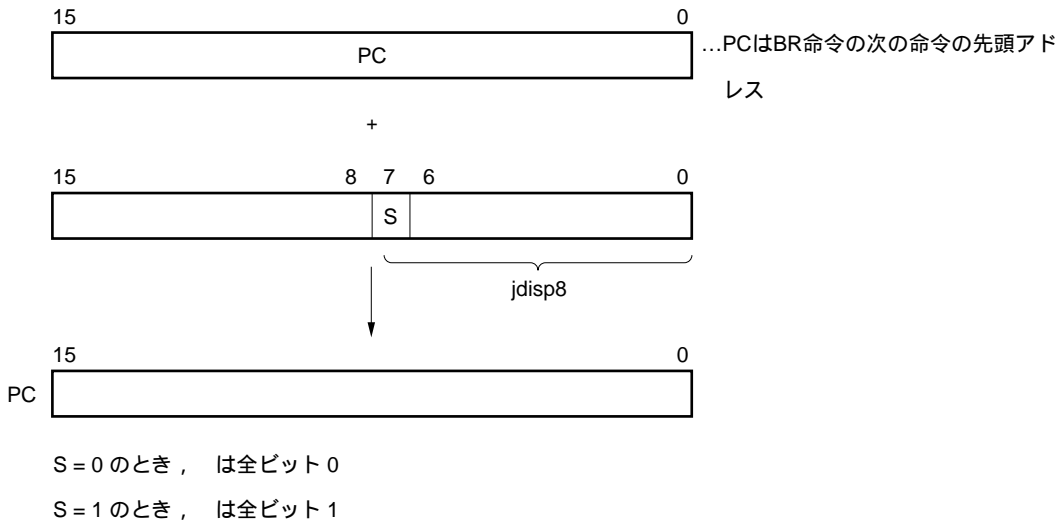 15 0
PC
…PCはBR命令の次の命令の先頭アド
レス
+
15 8 7 6 0
S
jdisp8
15 0
PC
S = 0 のとき , は全ビット 0
S = 1 のとき , は全ビット 1